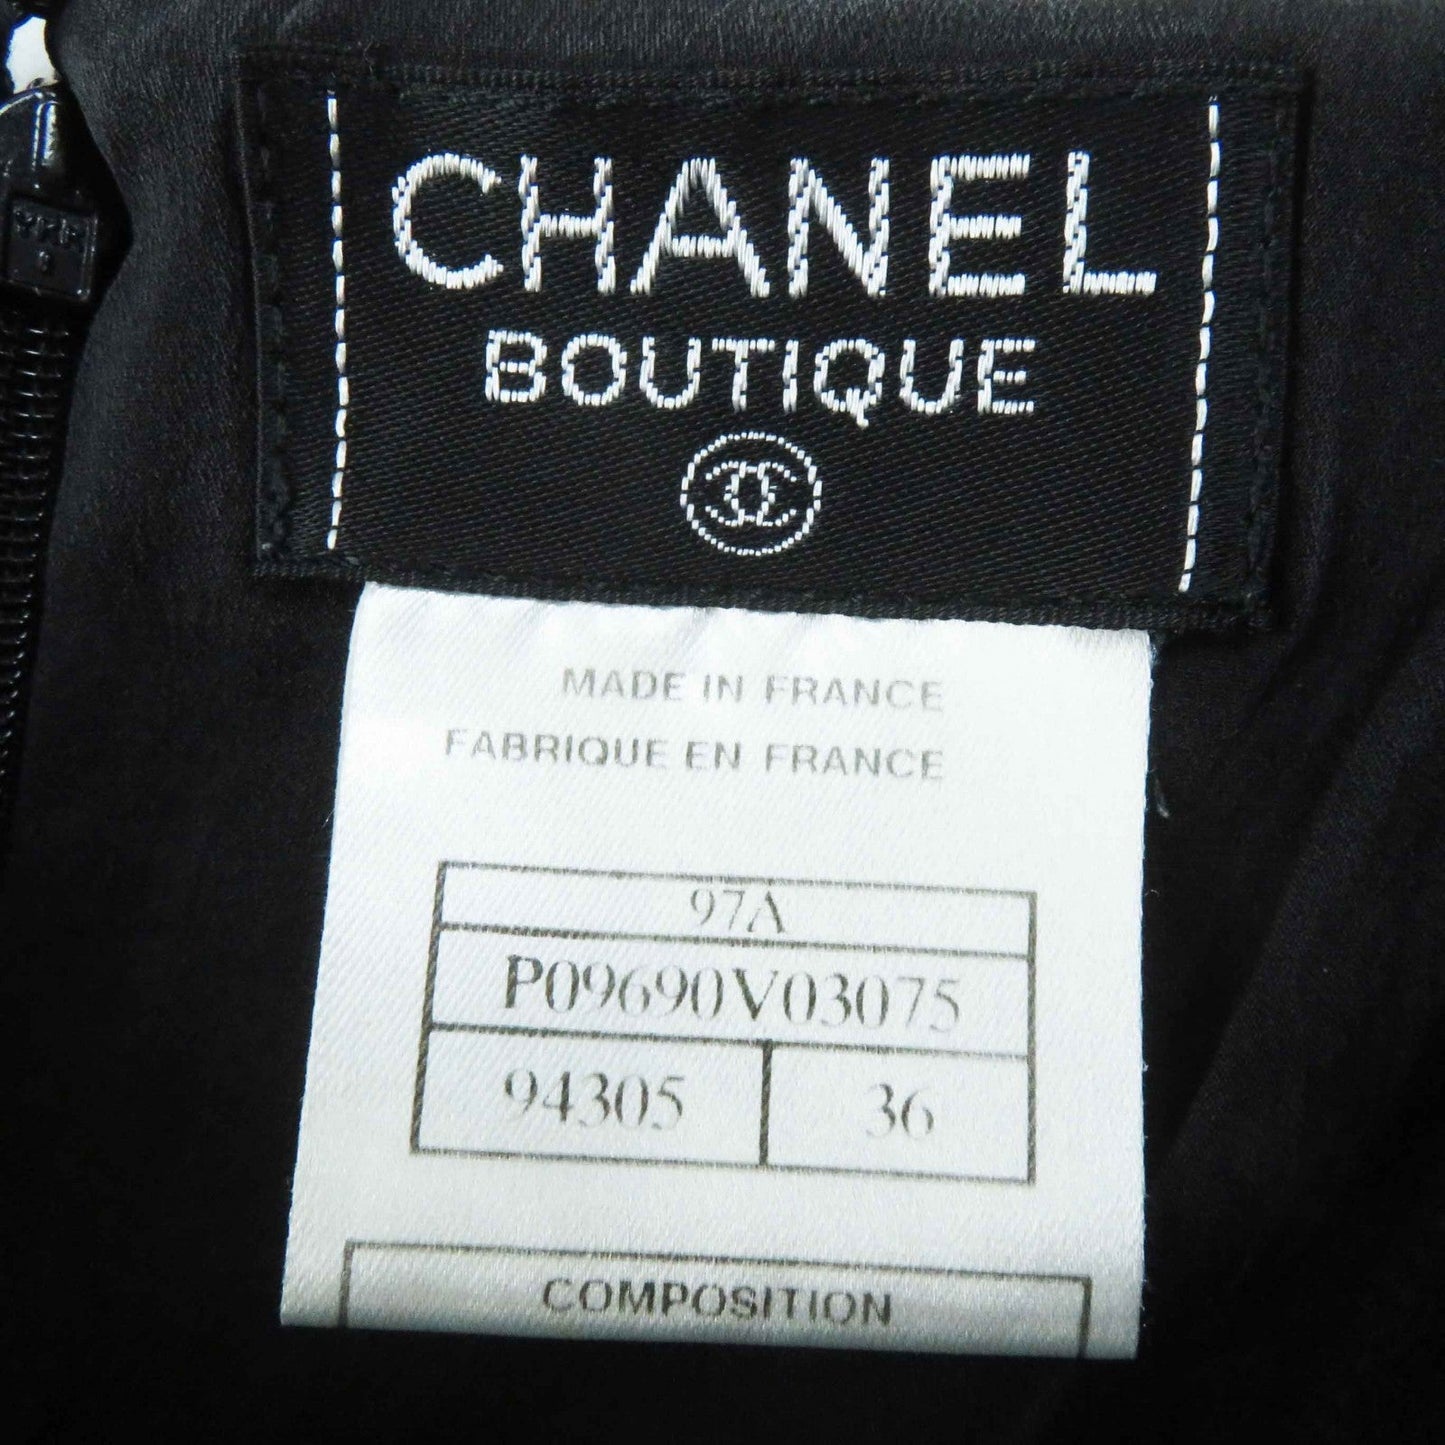 CHANEL
BOUTIQUE
MADE IN FRANCE
FABRIQUE EN FRANCE
97A
P09690V03075
94305 36
COMPOSITION